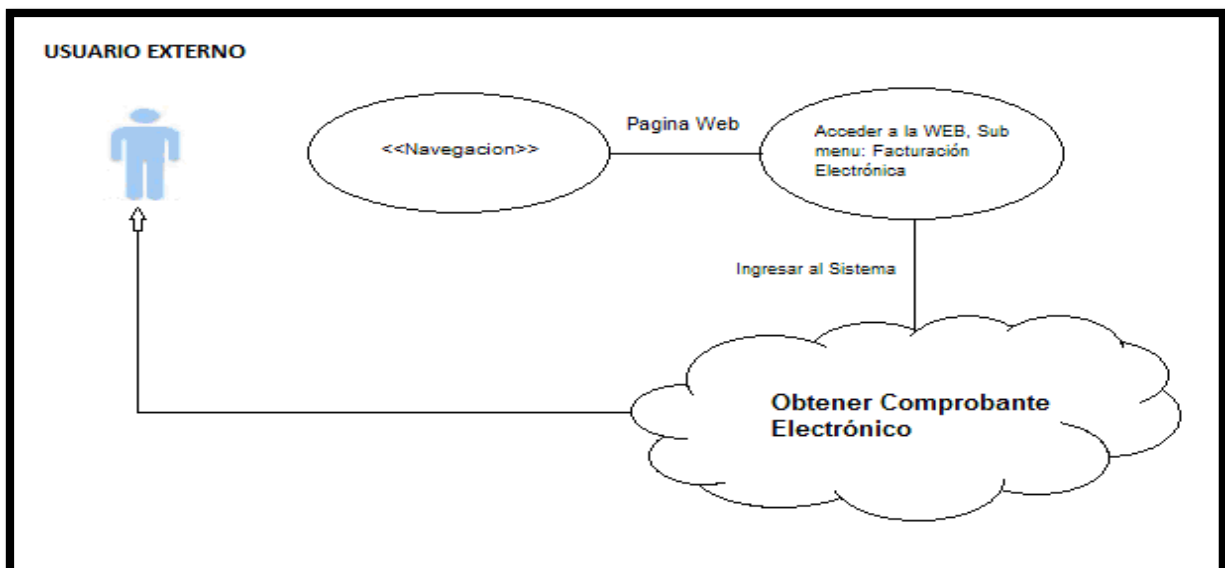 USUARIO EXTERNO
<<Navegacion>>
Pagina Web
Acceder a la WEB, Sub
menu: Facturación
Electrónica
Ingresar al Sistema
Obtener Comprobante
Electrónico